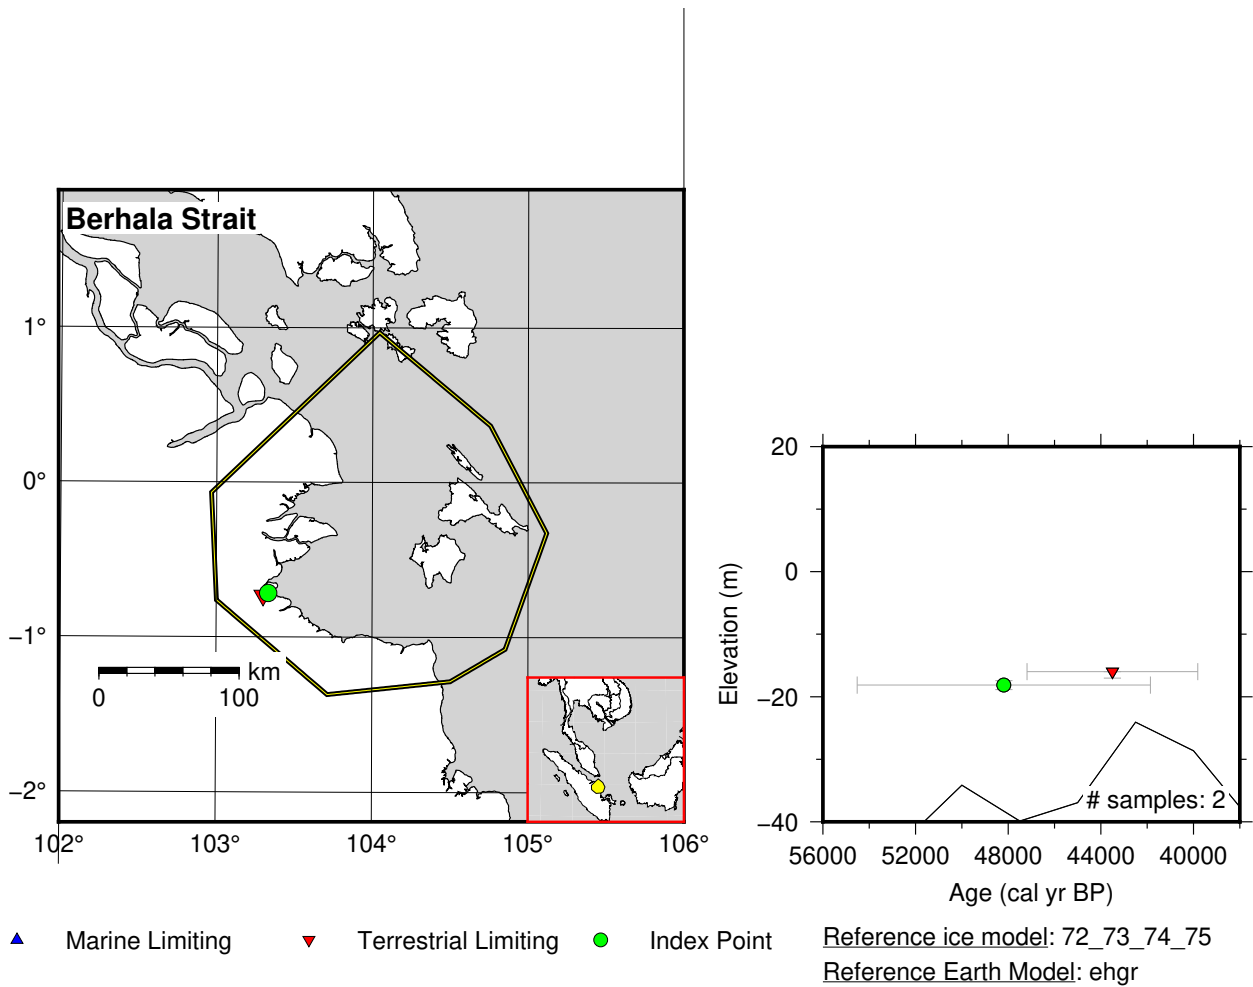 Berhala Strait
1°
0°
−1°
−2°
102°
103°
104°
105°
106°
km
0
100
20
0
−20
−40
Elevation (m)
# samples: 2
56000
52000
48000
44000
40000
Age (cal yr BP)
Marine Limiting
Terrestrial Limiting
Index Point
Reference ice model: 72_73_74_75
Reference Earth Model: ehgr